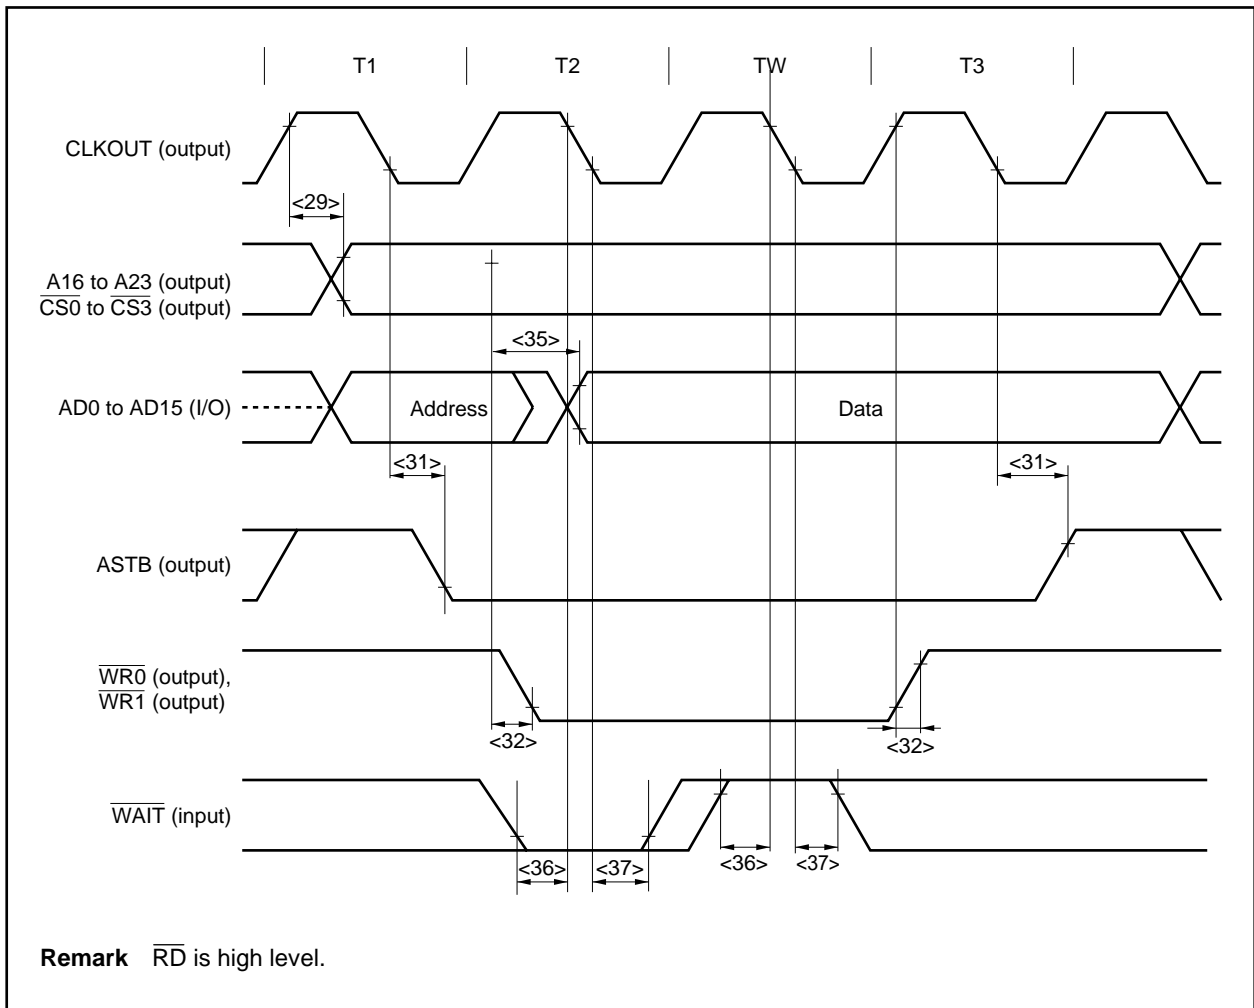 T1 T2 TW T3
CLKOUT (output)
<29>
A16 to A23 (output)
CS0 to CS3 (output)
<35>
AD0 to AD15 (I/O)
Address
Data
<31>
<31>
ASTB (output)
WR0 (output),
WR1 (output)
<32>
<32>
WAIT (input)
<36> <37> <36> <37>
Remark RD is high level.